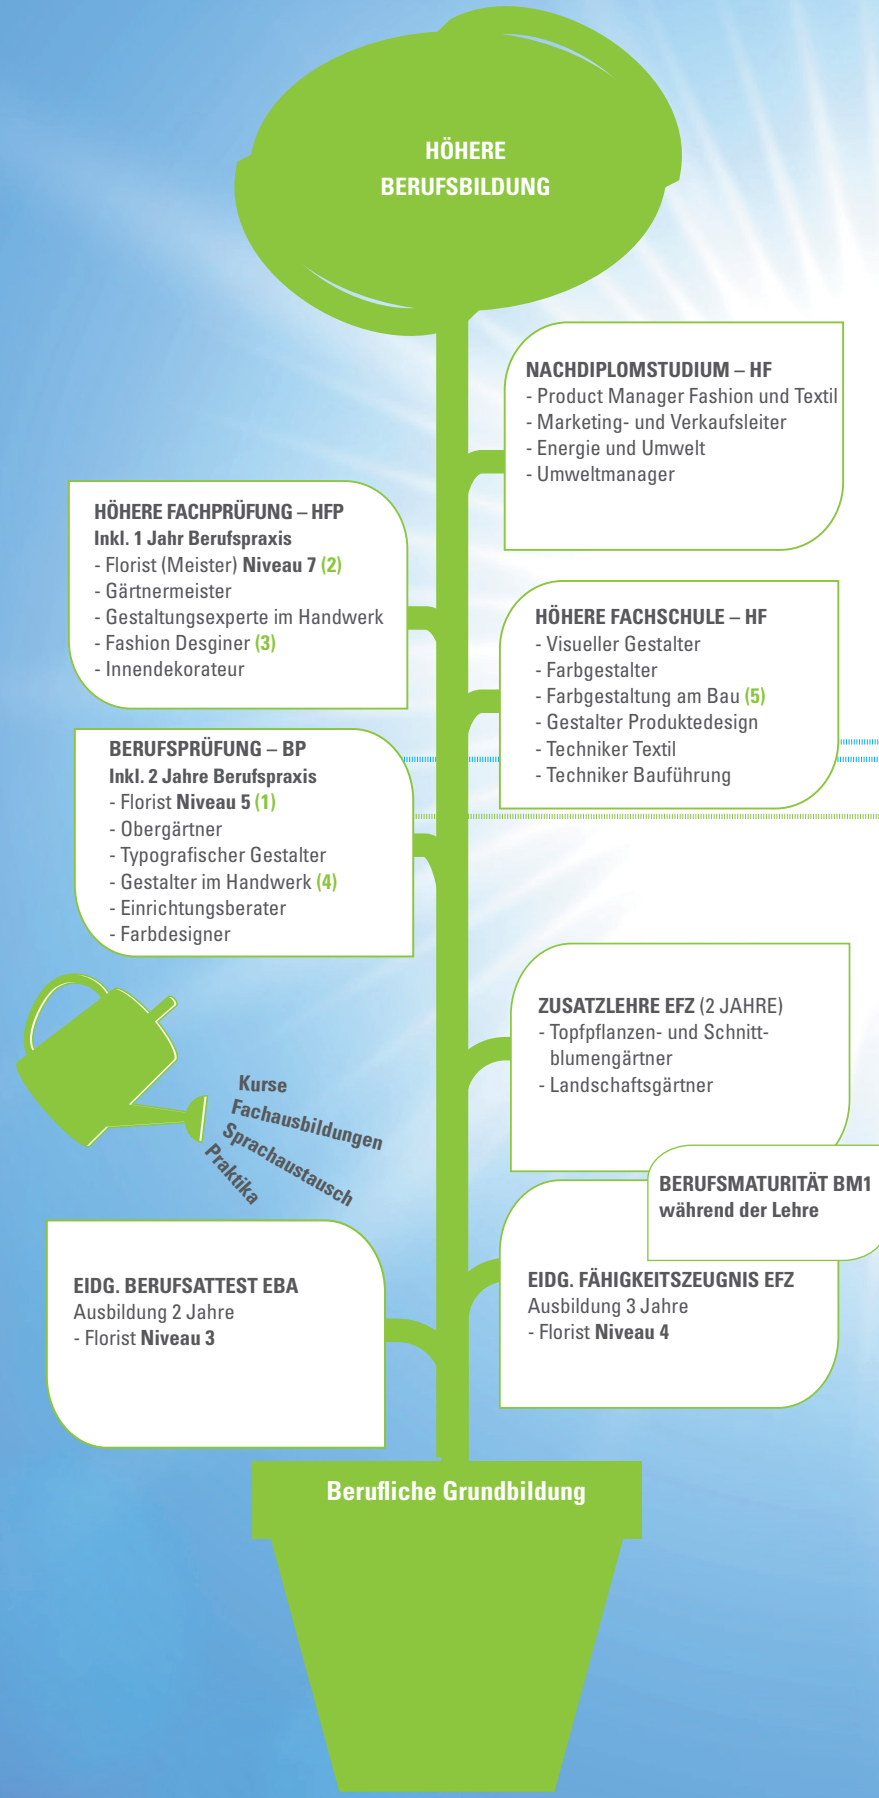 HÖHERE
BERUFSBILDUNG
NACHDIPLOMSTUDIUM – HF
- Product Manager Fashion und Textil
- Marketing- und Verkaufsleiter
- Energie und Umwelt
- Umweltmanager
HÖHERE FACHPRÜFUNG – HFP
Inkl. 1 Jahr Berufspraxis
- Florist (Meister) Niveau 7 (2)
- Gärtnermeister
- Gestaltungsexperte im Handwerk
- Fashion Desginer (3)
- Innendekorateur
HÖHERE FACHSCHULE – HF
- Visueller Gestalter
- Farbgestalter
- Farbgestaltung am Bau (5)
- Gestalter Produktedesign
- Techniker Textil
- Techniker Bauführung
BERUFSPRÜFUNG – BP
Inkl. 2 Jahre Berufspraxis
- Florist Niveau 5 (1)
- Obergärtner
- Typografischer Gestalter
- Gestalter im Handwerk (4)
- Einrichtungsberater
- Farbdesigner
ZUSATZLEHRE EFZ (2 JAHRE)
- Topfpflanzen- und Schnitt-
blumengärtner
- Landschaftsgärtner
Kurse
Fachausbildungen
Sprachaustausch
Praktika
BERUFSMATURITÄT BM1
während der Lehre
EIDG. BERUFSATTEST EBA
Ausbildung 2 Jahre
- Florist Niveau 3
EIDG. FÄHIGKEITSZEUGNIS EFZ
Ausbildung 3 Jahre
- Florist Niveau 4
Berufliche Grundbildung